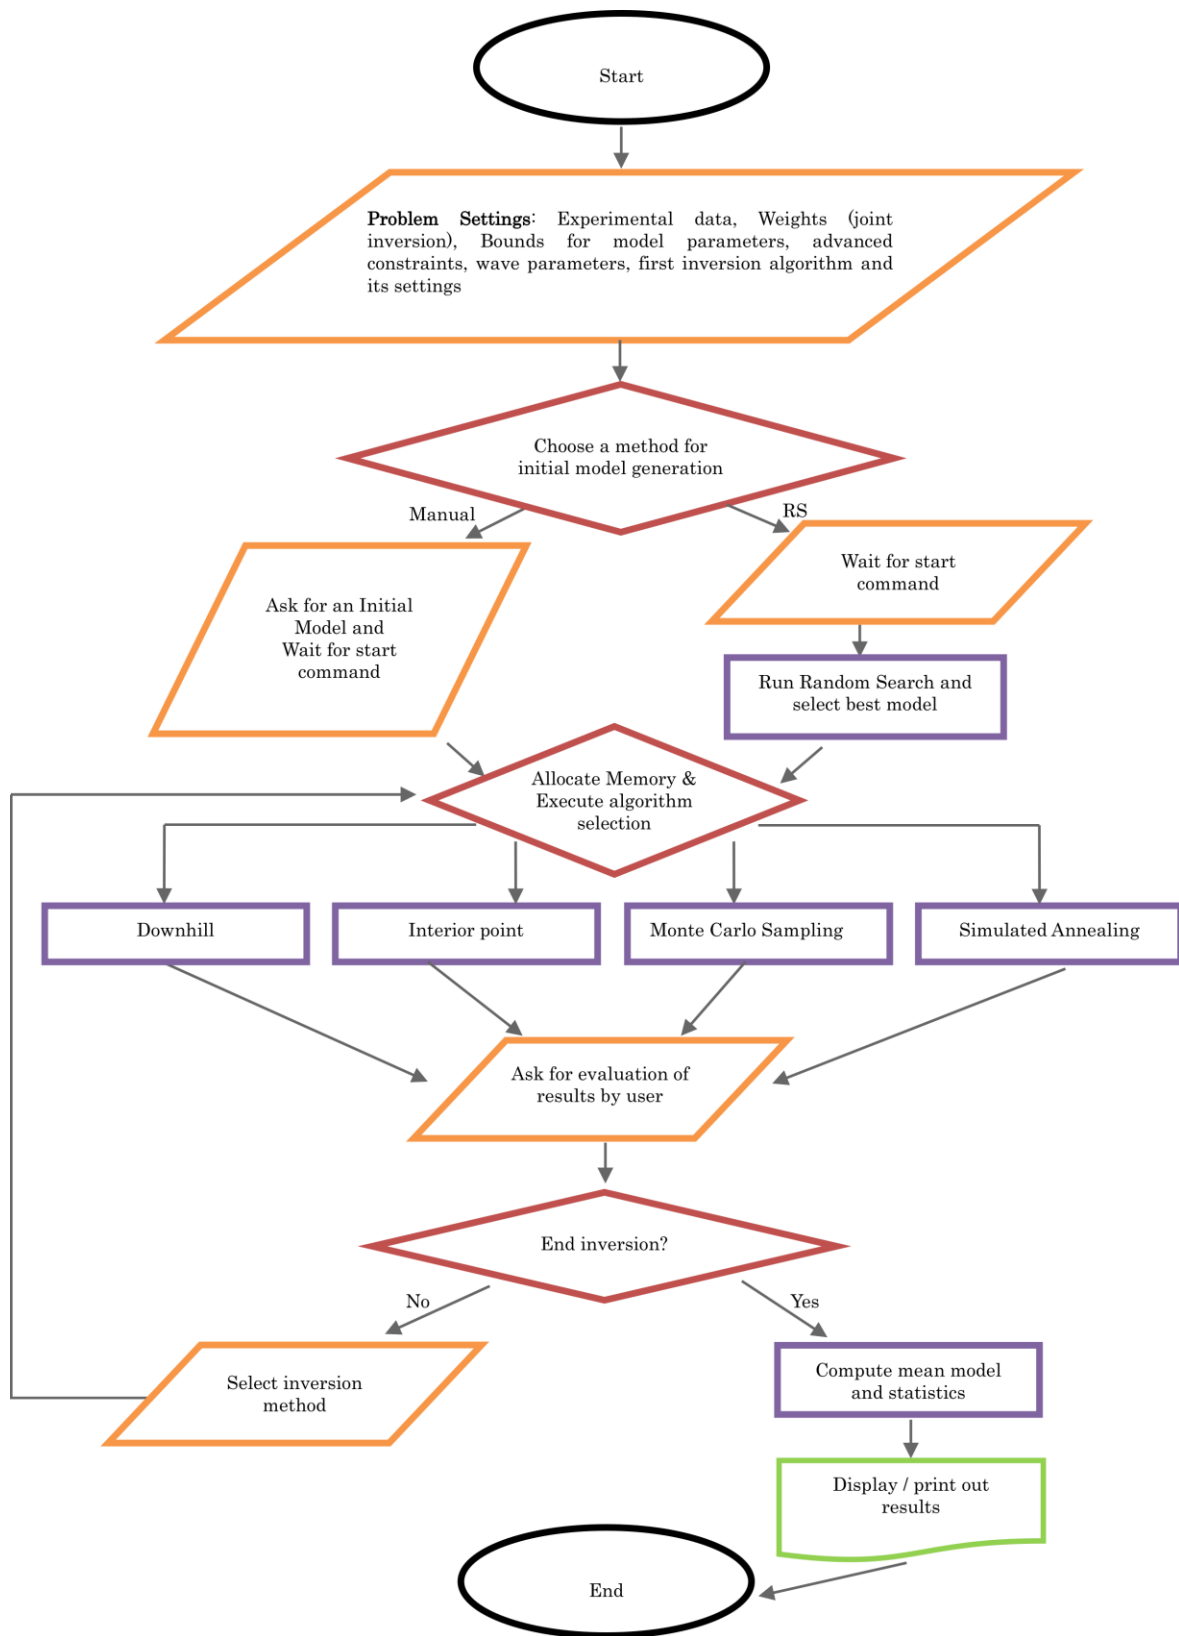 Start
Problem Settings: Experimental data, Weights (joint
inversion), Bounds for model parameters, advanced
constraints, wave parameters, first inversion algorithm and
its settings
Choose a method for
initial model generation
Manual
RS
Ask for an Initial
Model and
Wait for start
command
Wait for start
command
Run Random Search and
select best model
Allocate Memory &
Execute algorithm
selection
Downhill
Interior point
Monte Carlo Sampling
Simulated Annealing
Ask for evaluation of
results by user
End inversion?
No
Yes
Select inversion
method
Compute mean model
and statistics
Display / print out
results
End